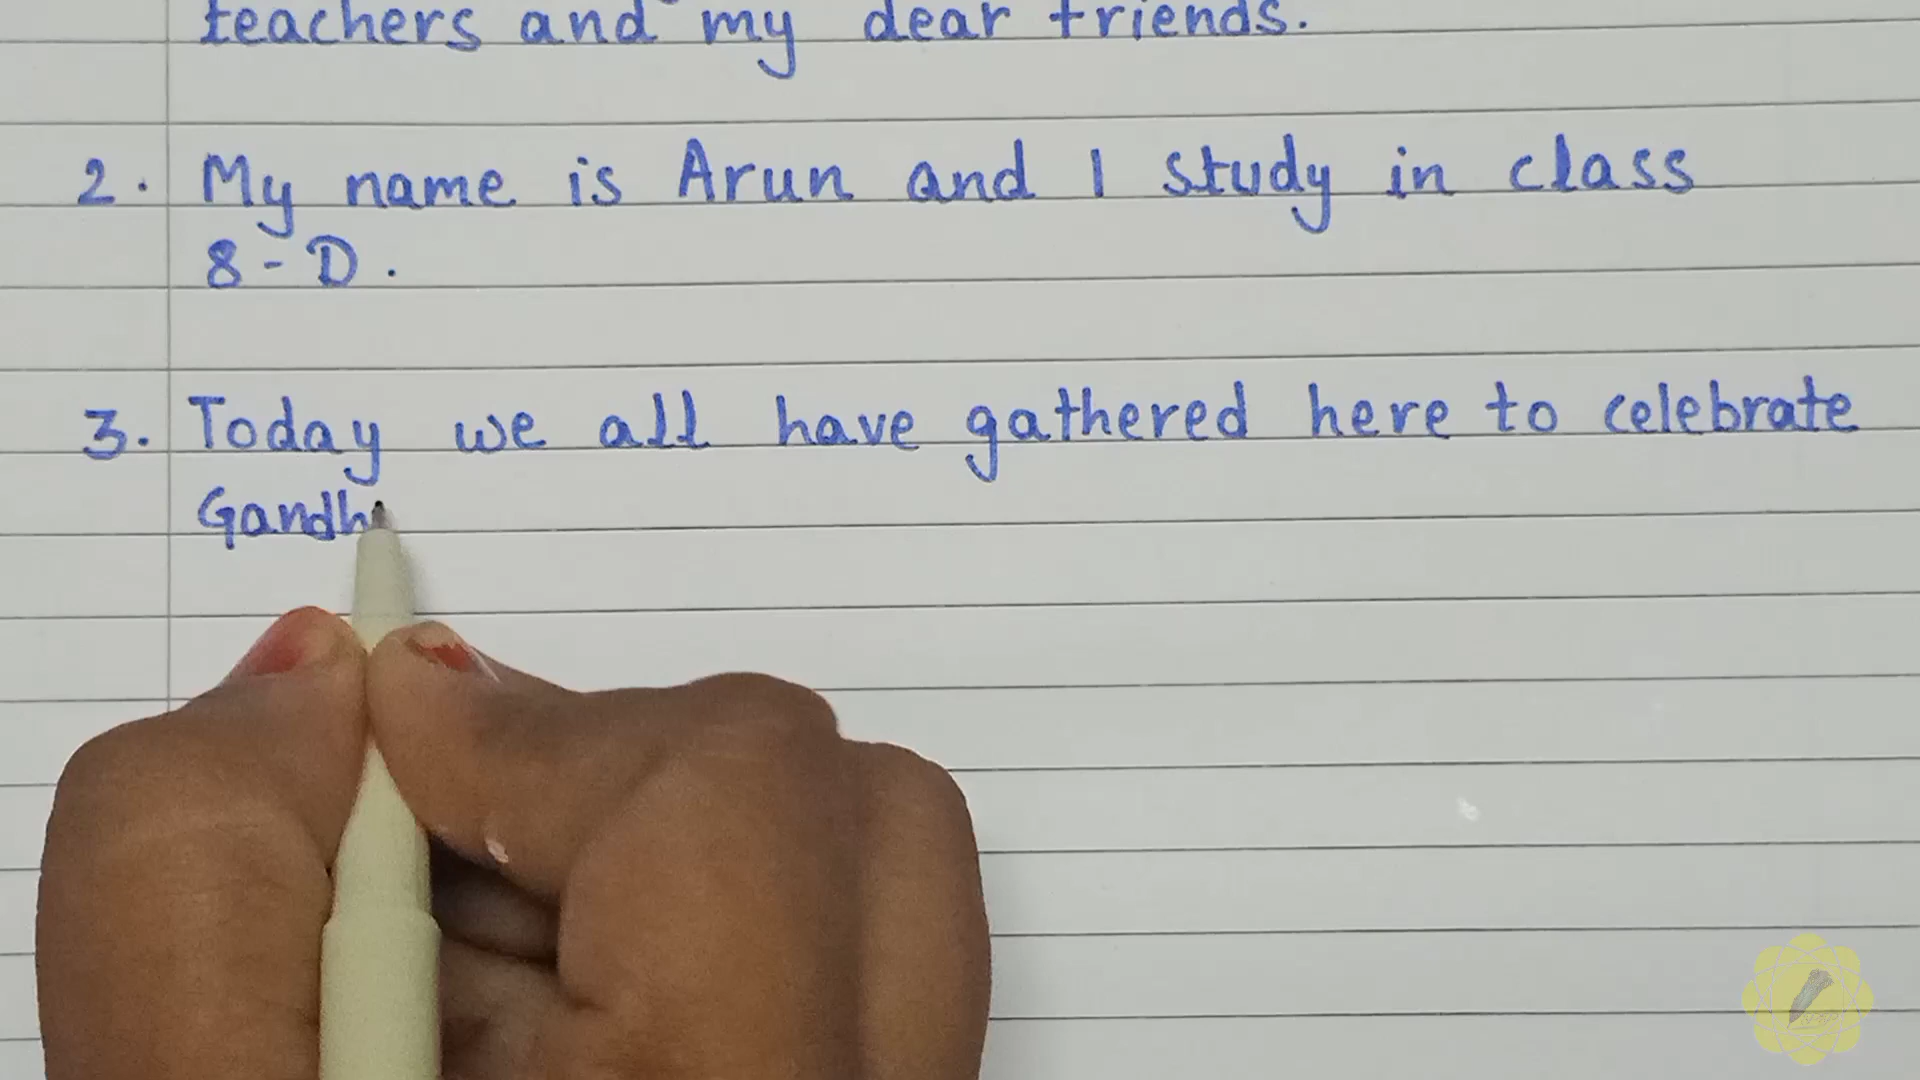 teachers and my dear friends.
2. My name is Arun and I study in class
8-D.
3. Today we all have gathered here to celebrate
Gandh